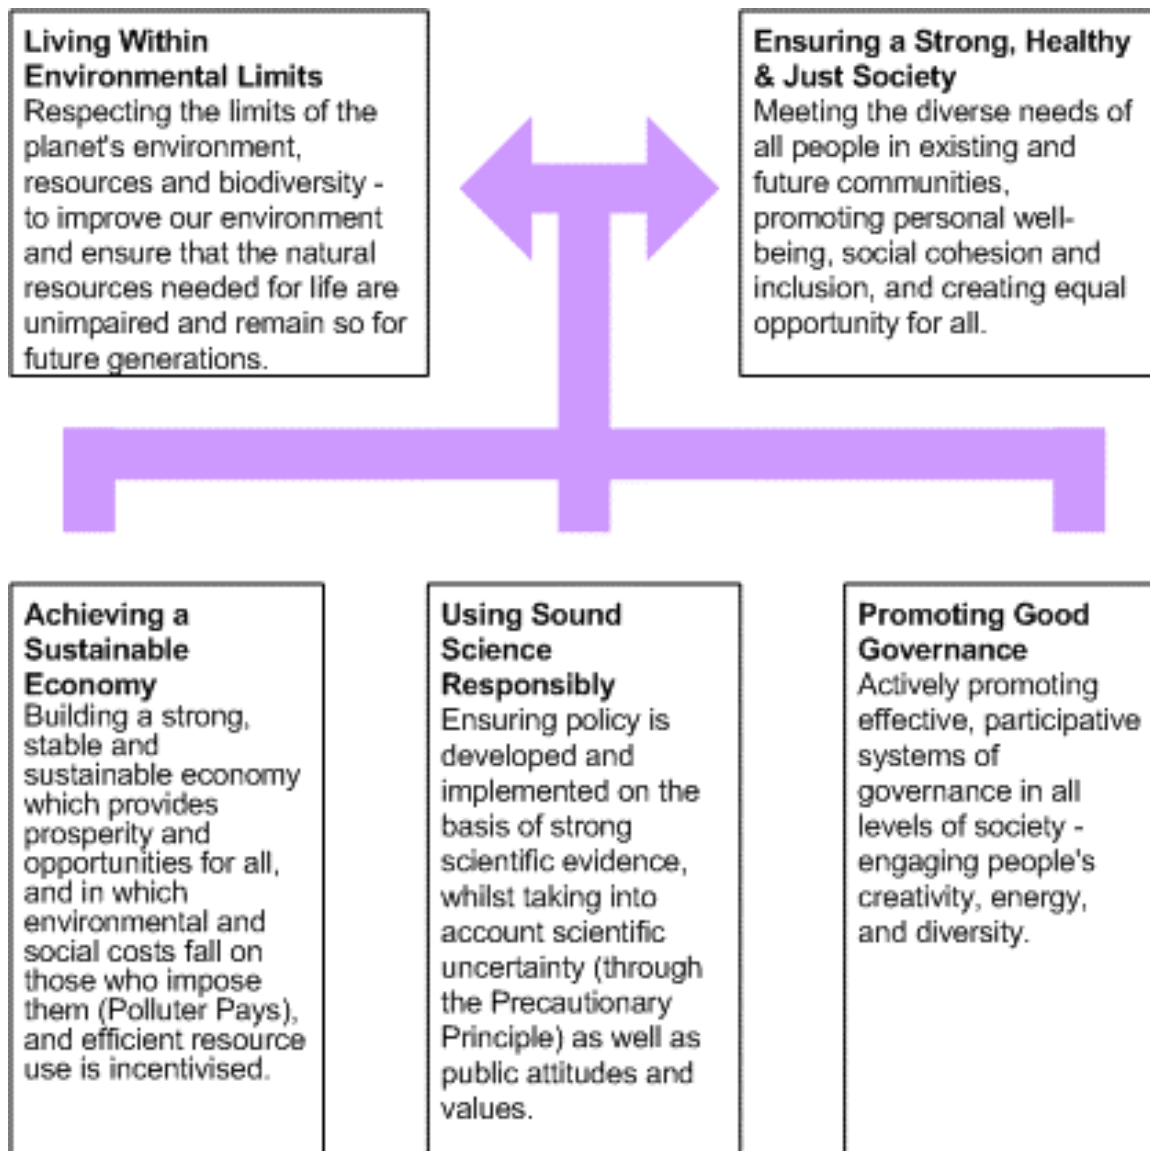 Living Within
Environmental Limits
Respecting the limits of the
planet's environment,
resources and biodiversity -
to improve our environment
and ensure that the natural
resources needed for life are
unimpaired and remain so for
future generations.
Ensuring a Strong, Healthy
& Just Society
Meeting the diverse needs of
all people in existing and
future communities,
promoting personal well-
being, social cohesion and
inclusion, and creating equal
opportunity for all.
Achieving a
Sustainable
Economy
Building a strong,
stable and
sustainable economy
which provides
prosperity and
opportunities for all,
and in which
environmental and
social costs fall on
those who impose
them (Polluter Pays),
and efficient resource
use is incentivised.
Using Sound
Science
Responsibly
Ensuring policy is
developed and
implemented on the
basis of strong
scientific evidence,
whilst taking into
account scientific
uncertainty (through
the Precautionary
Principle) as well as
public attitudes and
values.
Promoting Good
Governance
Actively promoting
effective, participative
systems of
governance in all
levels of society -
engaging people's
creativity, energy,
and diversity.